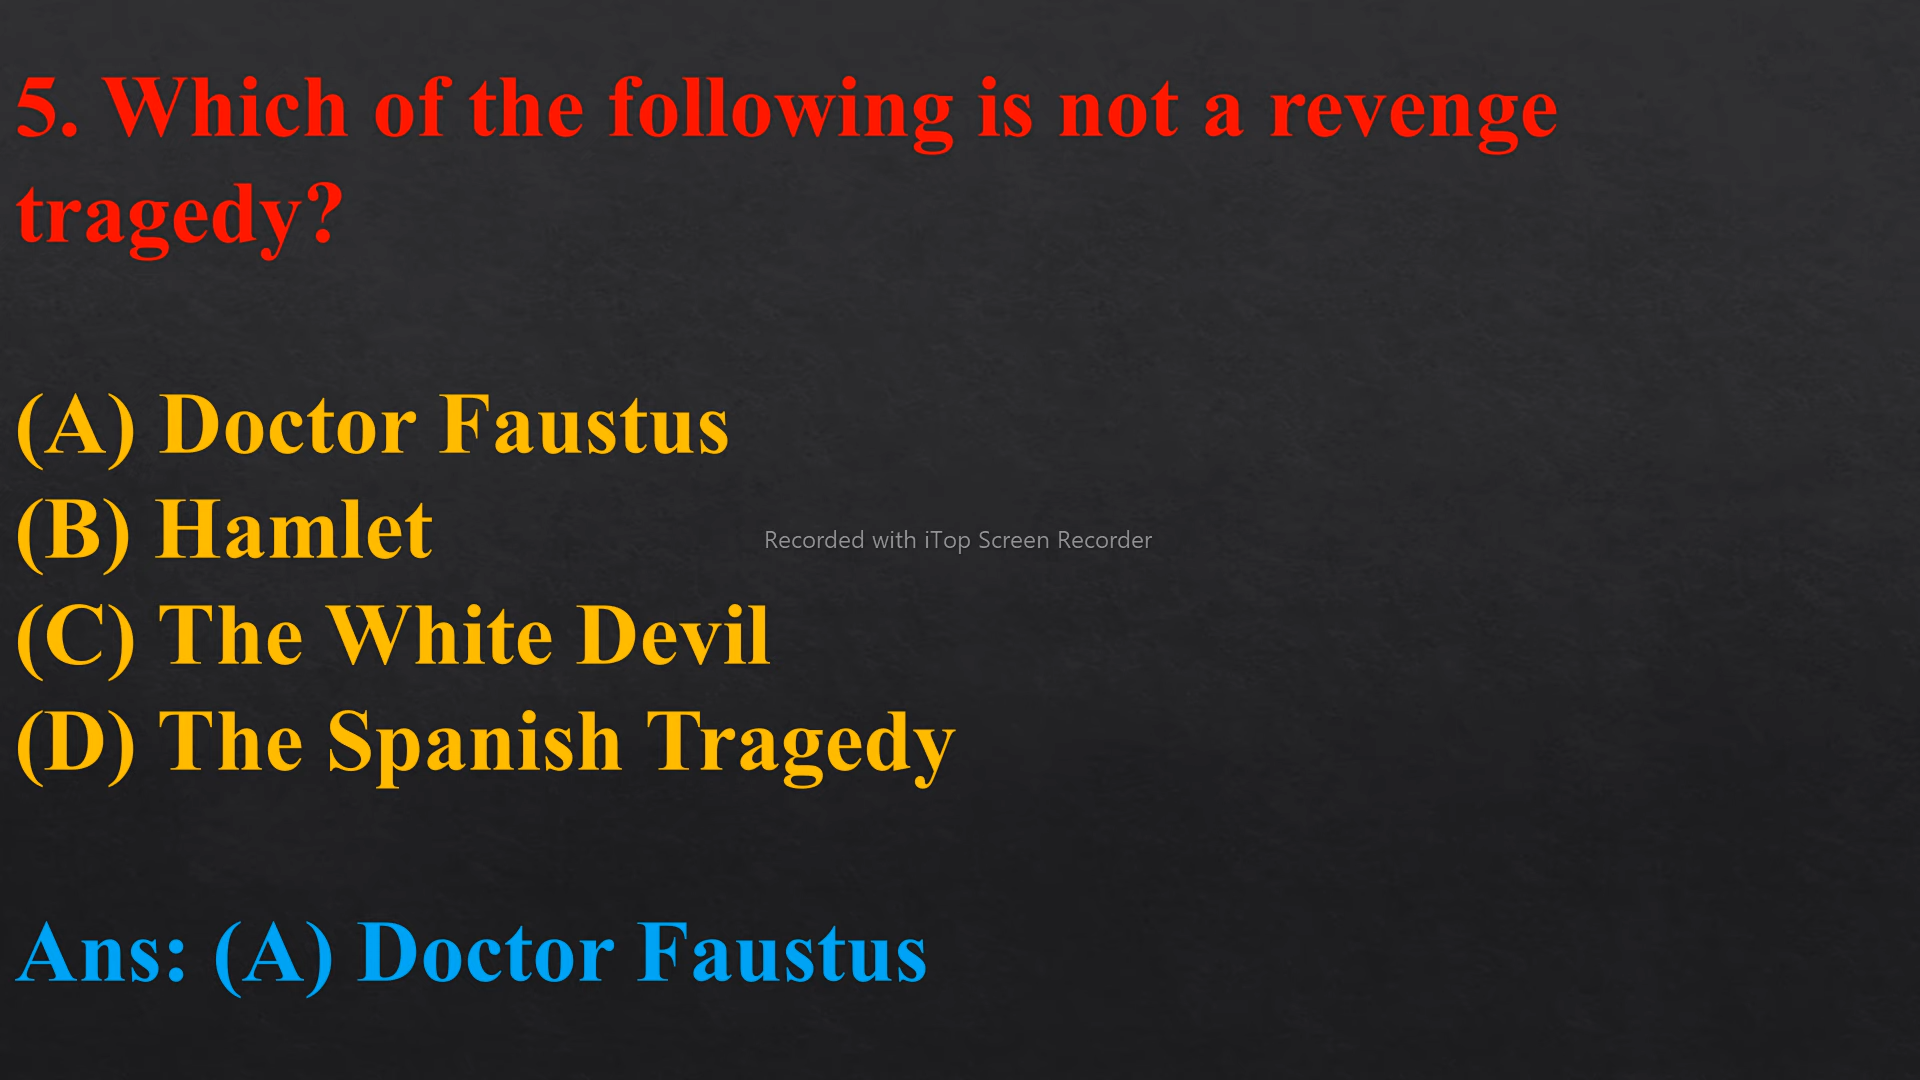 5. Which of the following is not a revenge
tragedy?
(A) Doctor Faustus
(B) Hamlet
Recorded with iTop Screen Recorder
(C) The White Devil
(D) The Spanish Tragedy
Ans: (A) Doctor Faustus